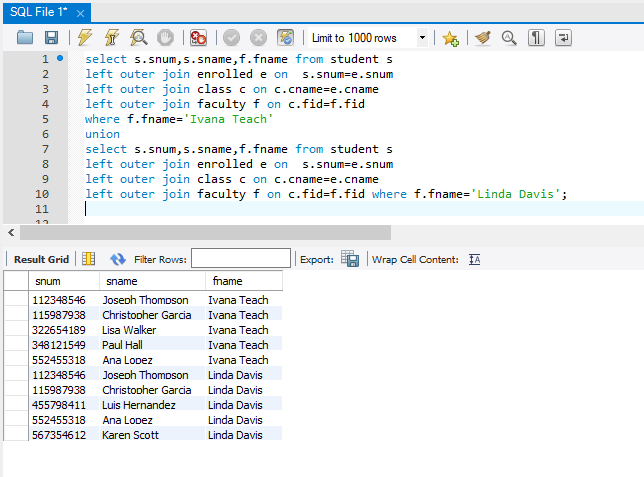 SQL File 1* ×
Limit to 1000 rows
1 select s.snum,s.sname,f.fname from student s
2 left outer join enrolled e on  s.snum=e.snum
3 left outer join class c on c.cname=e.cname
4 left outer join faculty f on c.fid=f.fid
5 where f.fname='Ivana Teach'
6 union
7 select s.snum,s.sname,f.fname from student s
8 left outer join enrolled e on  s.snum=e.snum
9 left outer join class c on c.cname=e.cname
10 left outer join faculty f on c.fid=f.fid where f.fname='Linda Davis';
11
12
Result Grid Filter Rows: Export: Wrap Cell Content: IA
snum sname fname
112348546 Joseph Thompson Ivana Teach
115987938 Christopher Garcia Ivana Teach
322654189 Lisa Walker Ivana Teach
348121549 Paul Hall Ivana Teach
552455318 Ana Lopez Ivana Teach
112348546 Joseph Thompson Linda Davis
115987938 Christopher Garcia Linda Davis
455798411 Luis Hernandez Linda Davis
552455318 Ana Lopez Linda Davis
567354612 Karen Scott Linda Davis